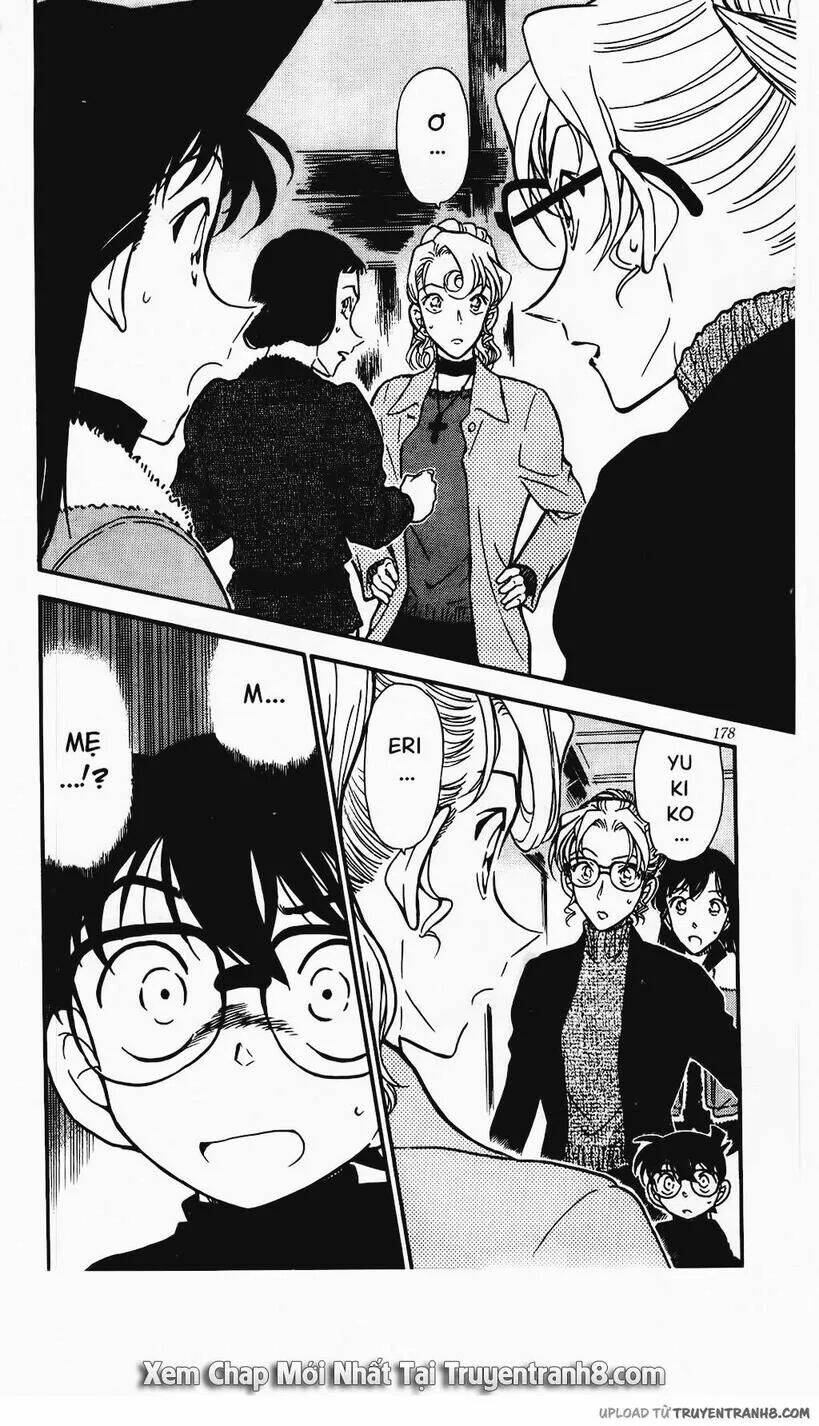 Ơ
...
M...
MẸ
...!?
ERI
...
YU
KI
KO
...
178
Xem Chap Mới Nhất Tại Truyentranh8.com
UPLOAD TỪ TRUYENTRANH8.COM